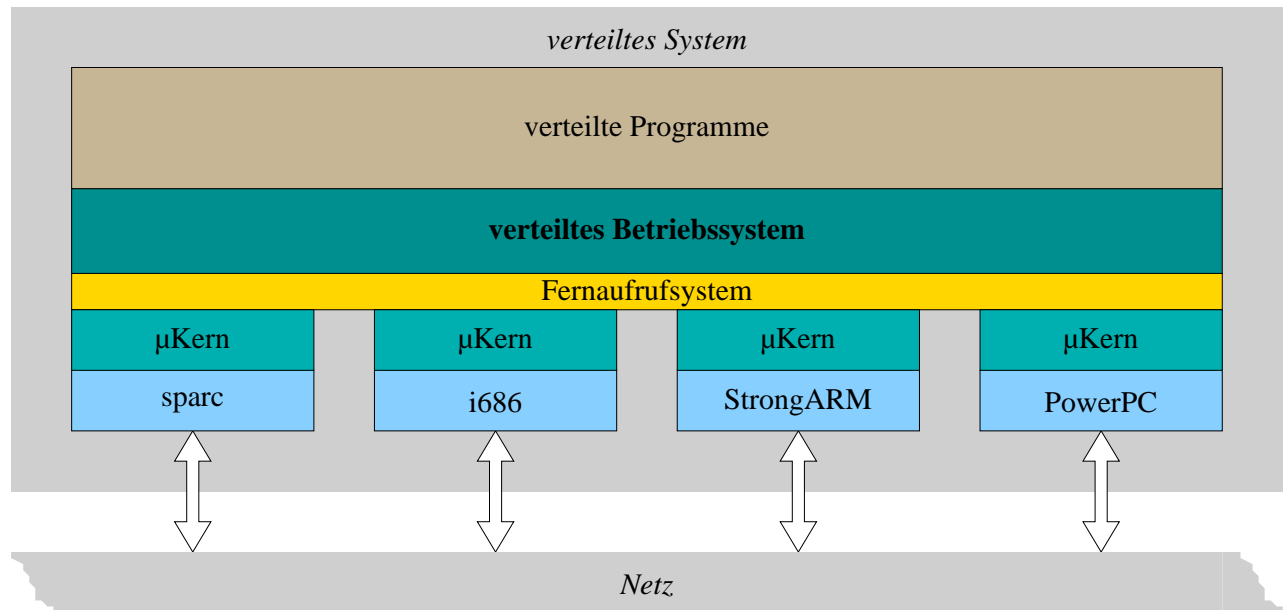 verteiltes System
verteilte Programme
verteiltes Betriebssystem
Fernaufrufsystem
µKern µKern µKern µKern
sparc i686 StrongARM PowerPC
Netz